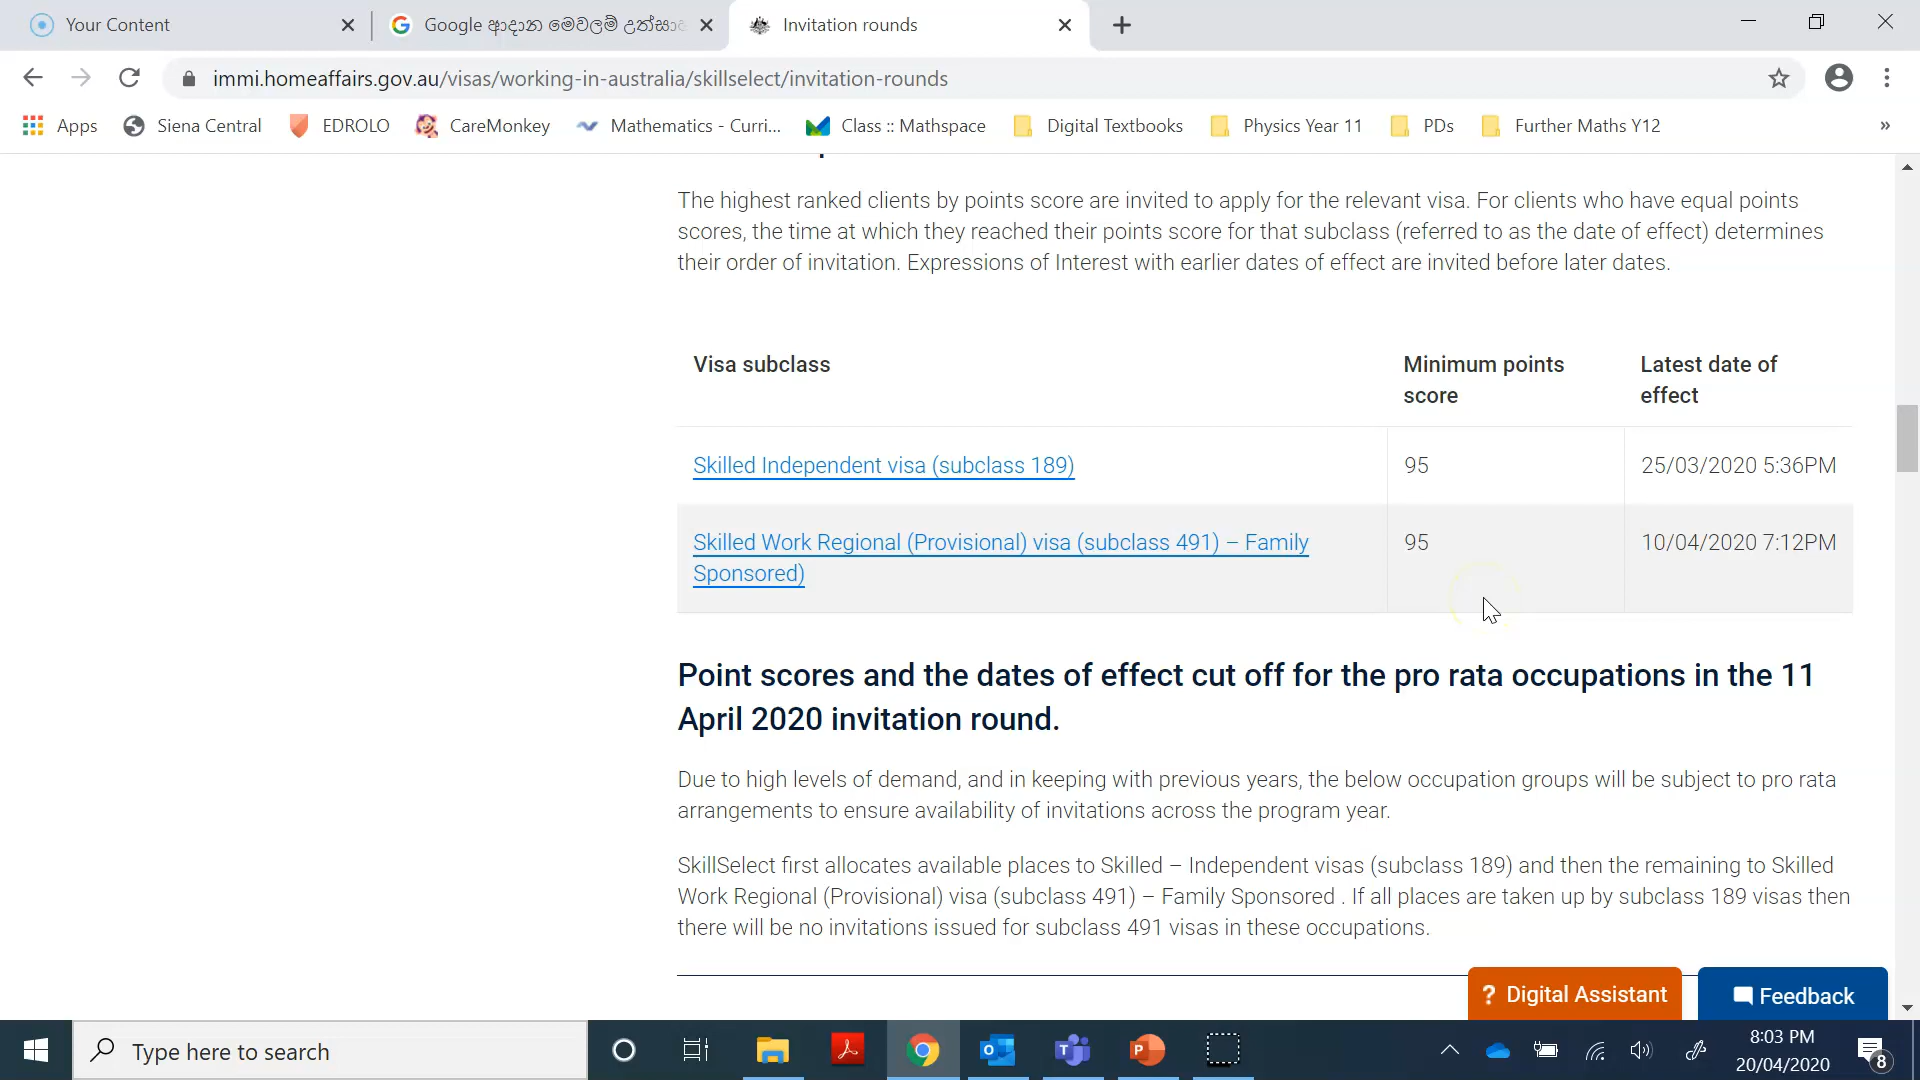 Your Content
Google ආදාන මෙවලම් උත්සාහ
Invitation rounds
immi.homeaffairs.gov.au/visas/working-in-australia/skillselect/invitation-rounds
Apps
Siena Central
EDROLO
CareMonkey
Mathematics - Curri...
Class :: Mathspace
Digital Textbooks
Physics Year 11
PDs
Further Maths Y12
»
The highest ranked clients by points score are invited to apply for the relevant visa. For clients who have equal points
scores, the time at which they reached their points score for that subclass (referred to as the date of effect) determines
their order of invitation. Expressions of Interest with earlier dates of effect are invited before later dates.
Visa subclass
Minimum points
score
Latest date of
effect
Skilled Independent visa (subclass 189)
95
25/03/2020 5:36PM
Skilled Work Regional (Provisional) visa (subclass 491) – Family
Sponsored)
95
10/04/2020 7:12PM
Point scores and the dates of effect cut off for the pro rata occupations in the 11
April 2020 invitation round.
Due to high levels of demand, and in keeping with previous years, the below occupation groups will be subject to pro rata
arrangements to ensure availability of invitations across the program year.
SkillSelect first allocates available places to Skilled – Independent visas (subclass 189) and then the remaining to Skilled
Work Regional (Provisional) visa (subclass 491) – Family Sponsored . If all places are taken up by subclass 189 visas then
there will be no invitations issued for subclass 491 visas in these occupations.
? Digital Assistant
Feedback
Type here to search
8:03 PM
20/04/2020
8